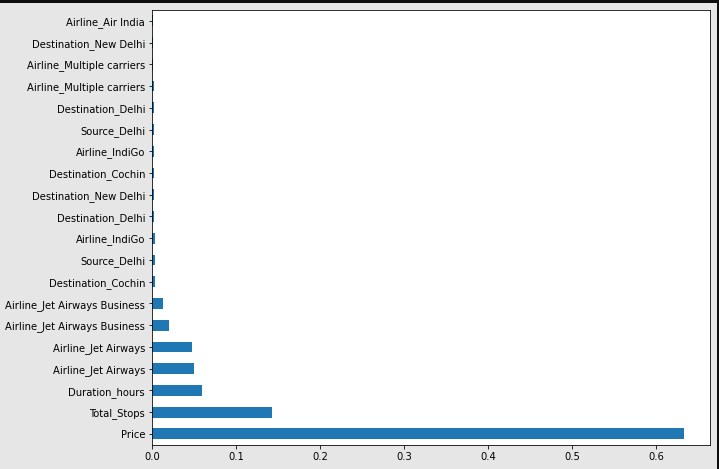 Airline_Air India
Destination_New Delhi
Airline_Multiple carriers
Airline_Multiple carriers
Destination_Delhi
Source_Delhi
Airline_IndiGo
Destination_Cochin
Destination_New Delhi
Destination_Delhi
Airline_IndiGo
Source_Delhi
Destination_Cochin
Airline_Jet Airways Business
Airline_Jet Airways Business
Airline_Jet Airways
Airline_Jet Airways
Duration_hours
Total_Stops
Price
0.0 0.1 0.2 0.3 0.4 0.5 0.6